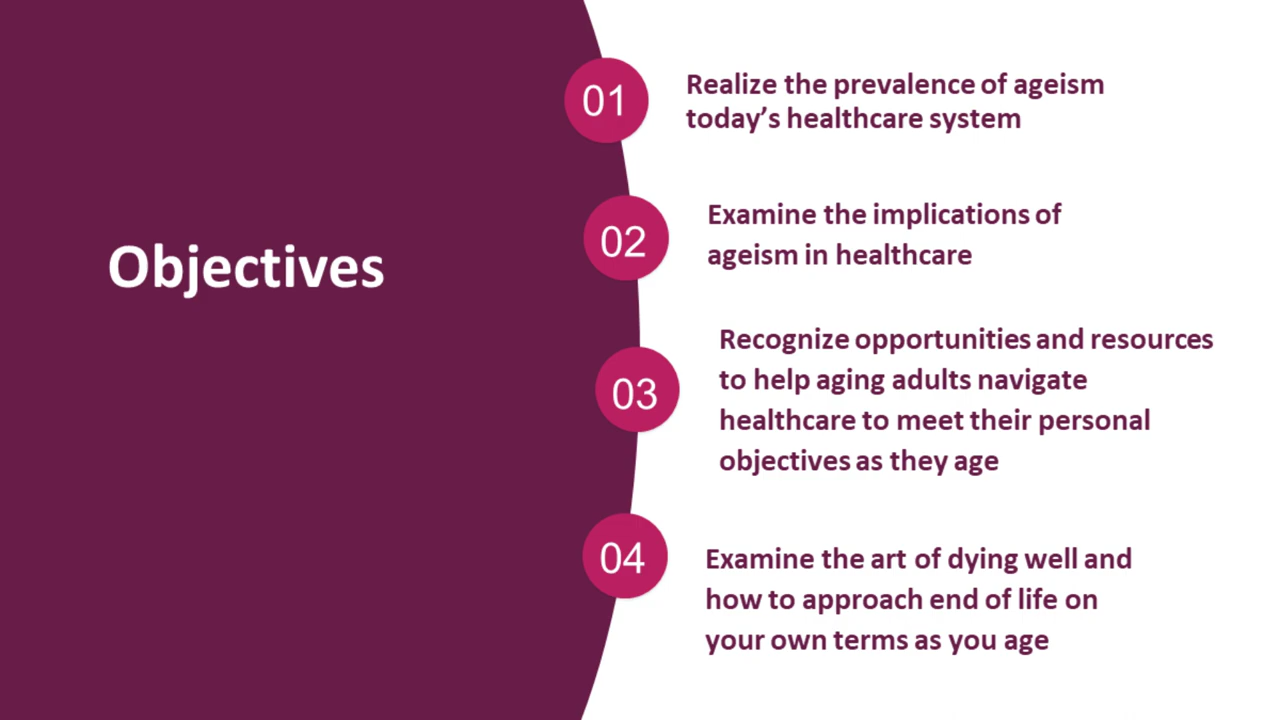 Objectives
01
Realize the prevalence of ageism
today’s healthcare system
02
Examine the implications of
ageism in healthcare
03
Recognize opportunities and resources
to help aging adults navigate
healthcare to meet their personal
objectives as they age
04
Examine the art of dying well and
how to approach end of life on
your own terms as you age